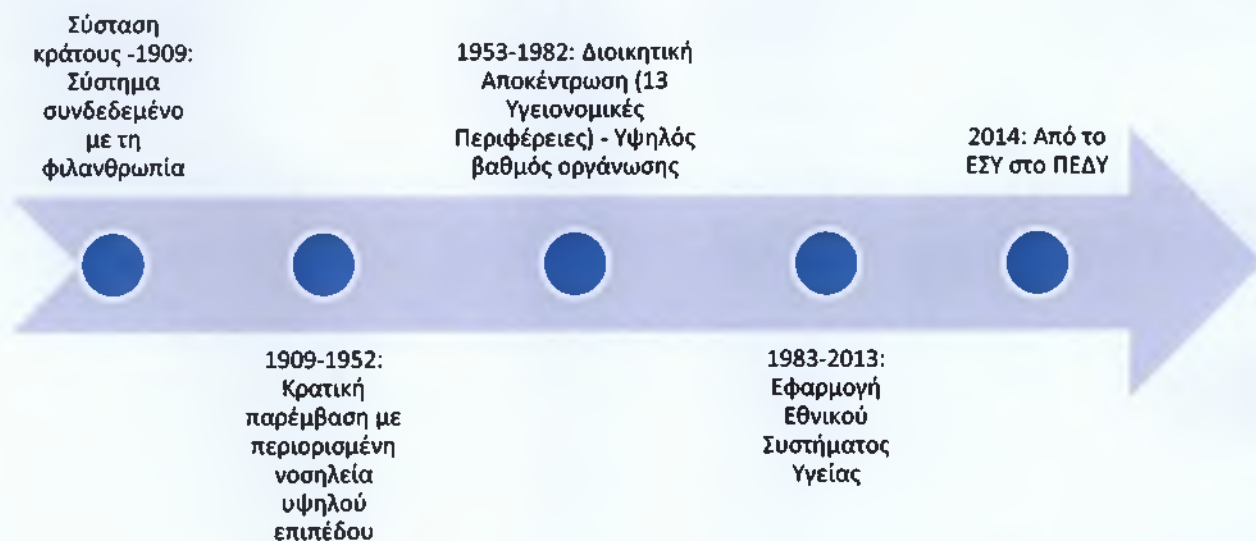 Σύσταση
κράτους -1909:
Σύστημα
συνδεδεμένο
με τη
φιλανθρωπία
1909-1952:
Κρατική
παρέμβαση με
περιορισμένη
νοσηλεία
υψηλού
επιπέδου
1953-1982: Διοικητική
Αποκέντρωση (13
Υγειονομικές
Περιφέρειες) - Υψηλός
βαθμός οργάνωσης
1983-2013:
Εφαρμογή
Εθνικού
Συστήματος
Υγείας
2014: Από το
ΕΣΥ στο ΠΕΔΥ